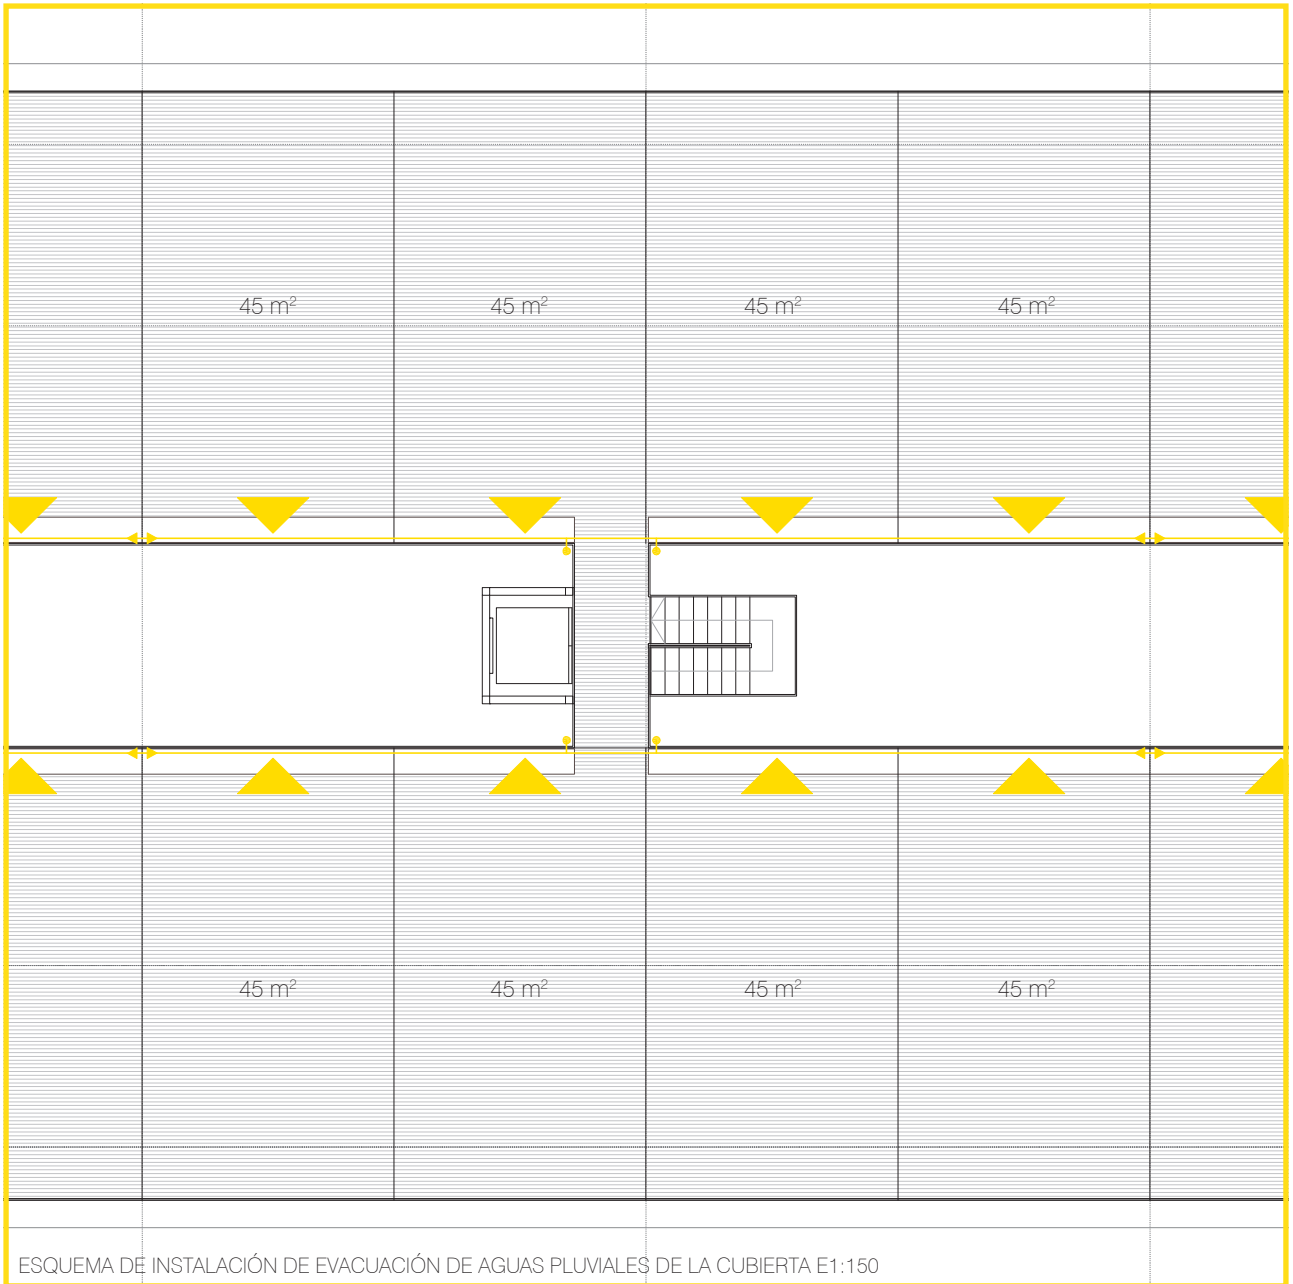 45 m² 45 m² 45 m² 45 m²
45 m² 45 m² 45 m² 45 m²
ESQUEMA DE INSTALACIÓN DE EVACUACIÓN DE AGUAS PLUVIALES DE LA CUBIERTA E1:150